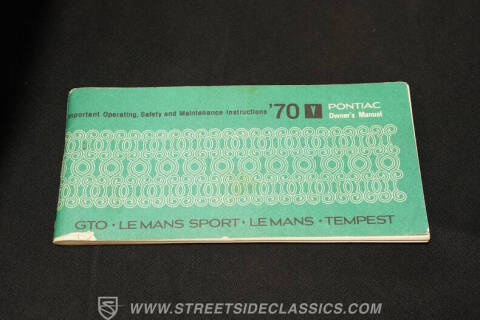 Important Operating, Safety and Maintenance Instructions '70 PONTIAC
Owner's Manual
GTO · LE MANS SPORT · LE MANS · TEMPEST
WWW.STREETSIDECLASSICS.COM